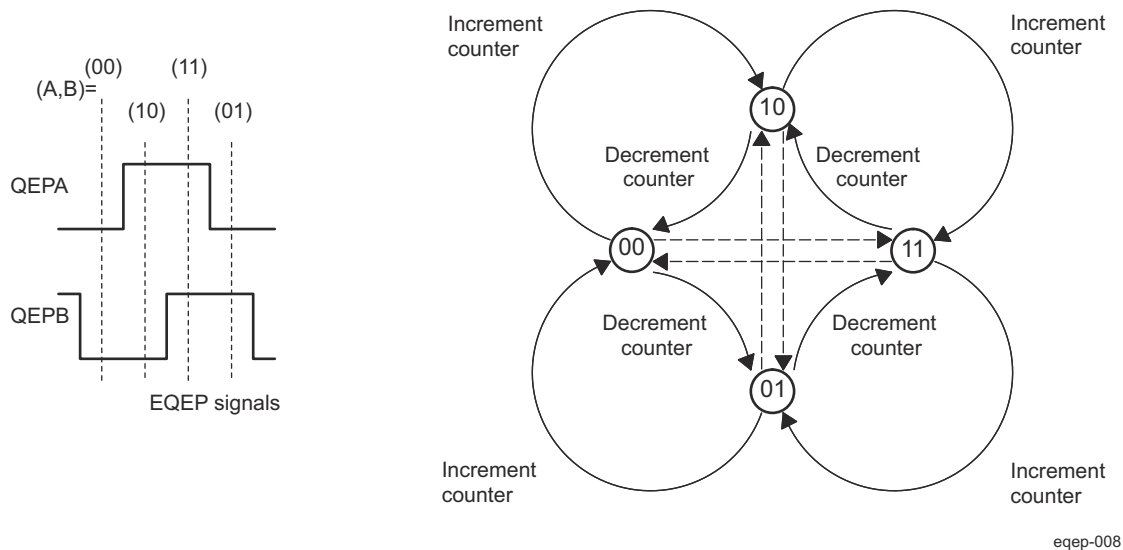 (00)
(11)
(A,B)=
(10)
(01)
QEPA
QEPB
EQEP signals
Increment
counter
Increment
counter
10
Decrement
counter
Decrement
counter
00
11
Decrement
counter
Decrement
counter
01
Increment
counter
Increment
counter
eqep-008